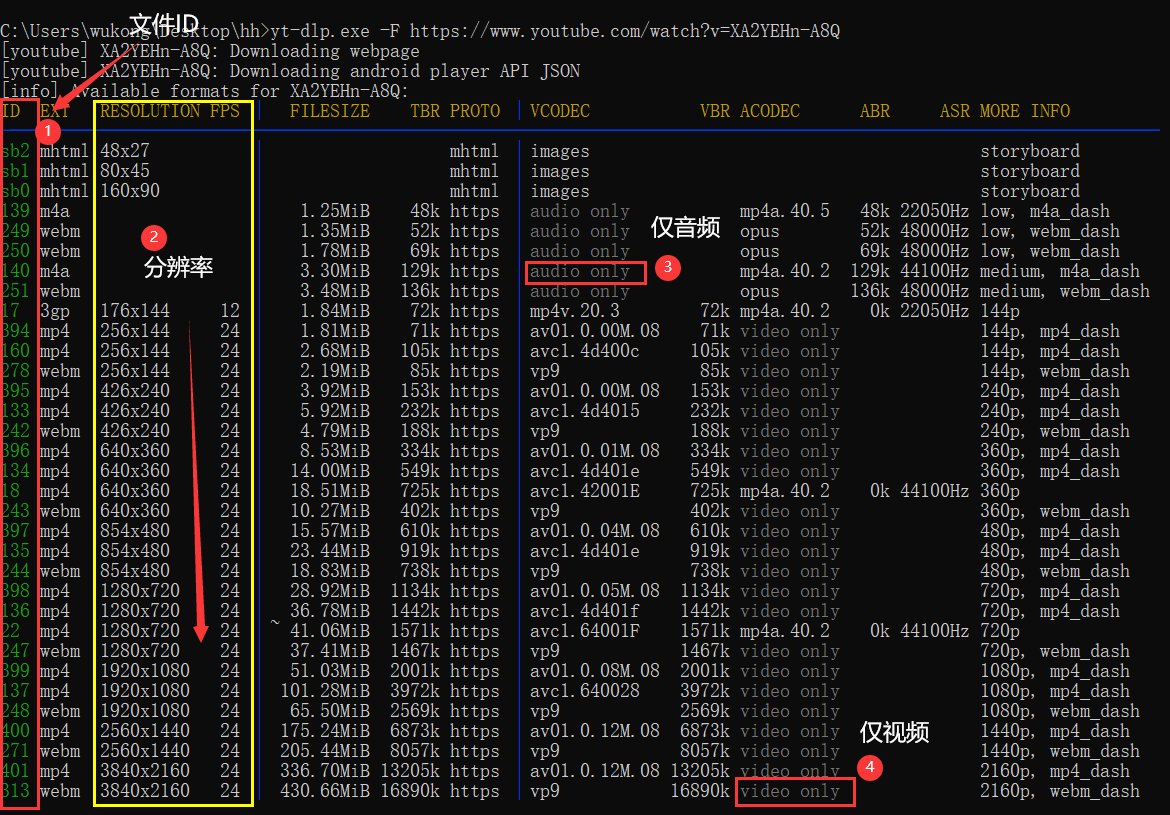 文件ID
C:\Users\wukong\Desktop\hh>yt-dlp.exe -F https://www.youtube.com/watch?v=XA2YEHn-A8Q
[youtube] XA2YEHn-A8Q: Downloading webpage
[youtube] XA2YEHn-A8Q: Downloading android player API JSON
[info] Available formats for XA2YEHn-A8Q:
ID EXT RESOLUTION FPS | FILESIZE TBR PROTO | VCODEC VBR ACODEC ABR ASR MORE INFO
1
sb2 mhtml 48x27 | mhtml | images storyboard
sb1 mhtml 80x45 | mhtml | images storyboard
sb0 mhtml 160x90 | mhtml | images storyboard
139 m4a | 1.25MiB 48k https | audio only mp4a.40.5 48k 22050Hz low, m4a_dash
249 webm | 1.35MiB 52k https | audio only opus 52k 48000Hz low, webm_dash
仅音频
2
250 webm | 1.78MiB 69k https | audio only opus 69k 48000Hz low, webm_dash
分辨率
3
140 m4a | 3.30MiB 129k https | audio only mp4a.40.2 129k 44100Hz medium, m4a_dash
251 webm | 3.48MiB 136k https | audio only opus 136k 48000Hz medium, webm_dash
17 3gp 176x144 12 | 1.84MiB 72k https | mp4v.20.3 72k mp4a.40.2 0k 22050Hz 144p
394 mp4 256x144 24 | 1.81MiB 71k https | av01.0.00M.08 71k video only 144p, mp4_dash
160 mp4 256x144 24 | 2.68MiB 105k https | avc1.4d400c 105k video only 144p, mp4_dash
278 webm 256x144 24 | 2.19MiB 85k https | vp9 85k video only 144p, webm_dash
395 mp4 426x240 24 | 3.92MiB 153k https | av01.0.00M.08 153k video only 240p, mp4_dash
133 mp4 426x240 24 | 5.92MiB 232k https | avc1.4d4015 232k video only 240p, mp4_dash
242 webm 426x240 24 | 4.79MiB 188k https | vp9 188k video only 240p, webm_dash
396 mp4 640x360 24 | 8.53MiB 334k https | av01.0.01M.08 334k video only 360p, mp4_dash
134 mp4 640x360 24 | 14.00MiB 549k https | avc1.4d401e 549k video only 360p, mp4_dash
18 mp4 640x360 24 | 18.51MiB 725k https | avc1.42001E 725k mp4a.40.2 0k 44100Hz 360p
243 webm 640x360 24 | 10.27MiB 402k https | vp9 402k video only 360p, webm_dash
397 mp4 854x480 24 | 15.57MiB 610k https | av01.0.04M.08 610k video only 480p, mp4_dash
135 mp4 854x480 24 | 23.44MiB 919k https | avc1.4d401e 919k video only 480p, mp4_dash
244 webm 854x480 24 | 18.83MiB 738k https | vp9 738k video only 480p, webm_dash
398 mp4 1280x720 24 | 28.92MiB 1134k https | av01.0.05M.08 1134k video only 720p, mp4_dash
136 mp4 1280x720 24 | 36.78MiB 1442k https | avc1.4d401f 1442k video only 720p, mp4_dash
22 mp4 1280x720 24 | ~ 41.06MiB 1571k https | avc1.64001F 1571k mp4a.40.2 0k 44100Hz 720p
247 webm 1280x720 24 | 37.41MiB 1467k https | vp9 1467k video only 720p, webm_dash
399 mp4 1920x1080 24 | 51.03MiB 2001k https | av01.0.08M.08 2001k video only 1080p, mp4_dash
137 mp4 1920x1080 24 | 101.28MiB 3972k https | avc1.640028 3972k video only 1080p, mp4_dash
248 webm 1920x1080 24 | 65.50MiB 2569k https | vp9 2569k video only 1080p, webm_dash
400 mp4 2560x1440 24 | 175.24MiB 6873k https | av01.0.12M.08 6873k video only 1440p, mp4_dash
仅视频
271 webm 2560x1440 24 | 205.44MiB 8057k https | vp9 8057k video only 1440p, webm_dash
4
401 mp4 3840x2160 24 | 336.70MiB 13205k https | av01.0.12M.08 13205k video only 2160p, mp4_dash
313 webm 3840x2160 24 | 430.66MiB 16890k https | vp9 16890k video only 2160p, webm_dash